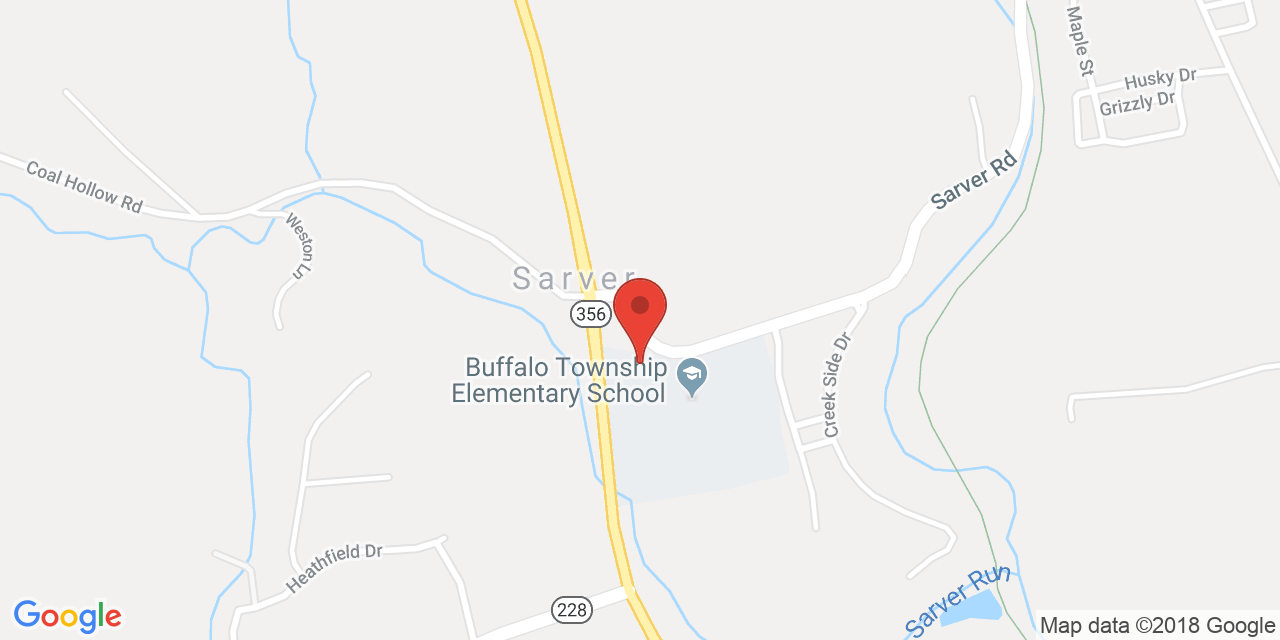 Maple St
Husky Dr
Grizzly Dr
Coal Hollow Rd
Sarver Rd
Weston Ln
Sarver
356
Buffalo Township
Elementary School
Creek Side Dr
Heathfield Dr
228
Sarver Run
Google
Map data ©2018 Google